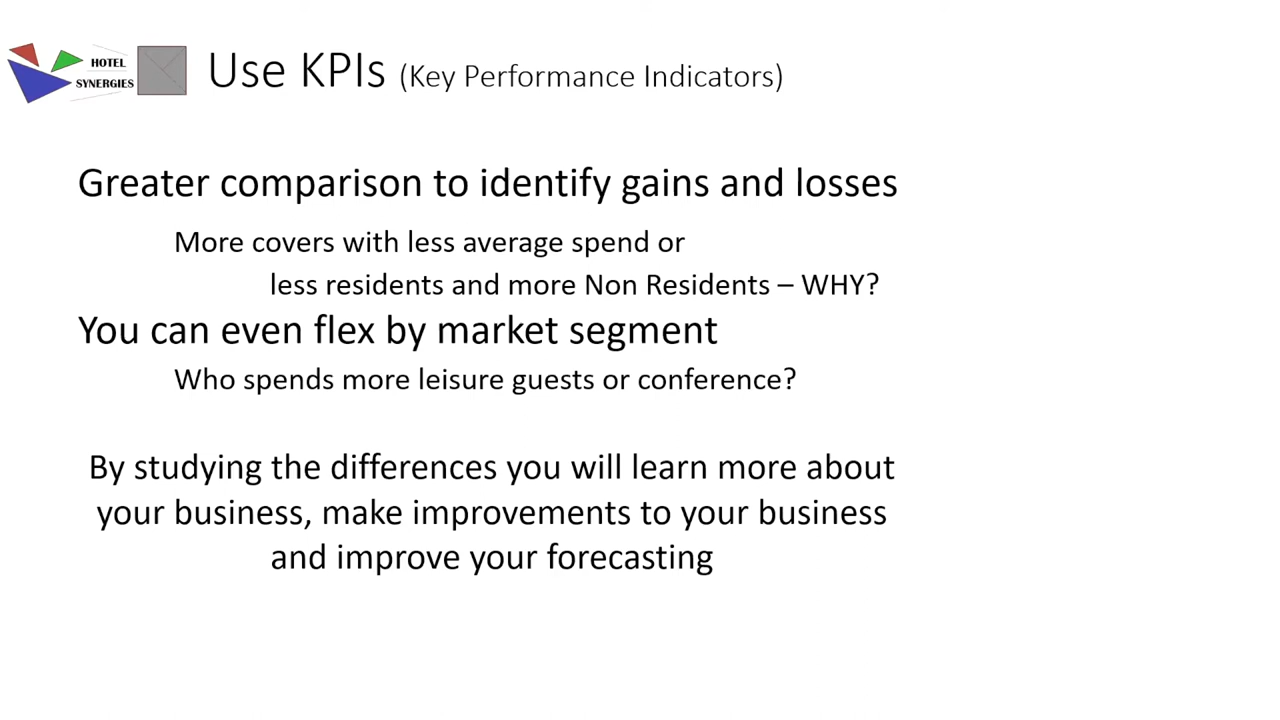 HOTEL
SYNERGIES
Use KPIs (Key Performance Indicators)
Greater comparison to identify gains and losses
More covers with less average spend or
less residents and more Non Residents – WHY?
You can even flex by market segment
Who spends more leisure guests or conference?
By studying the differences you will learn more about
your business, make improvements to your business
and improve your forecasting